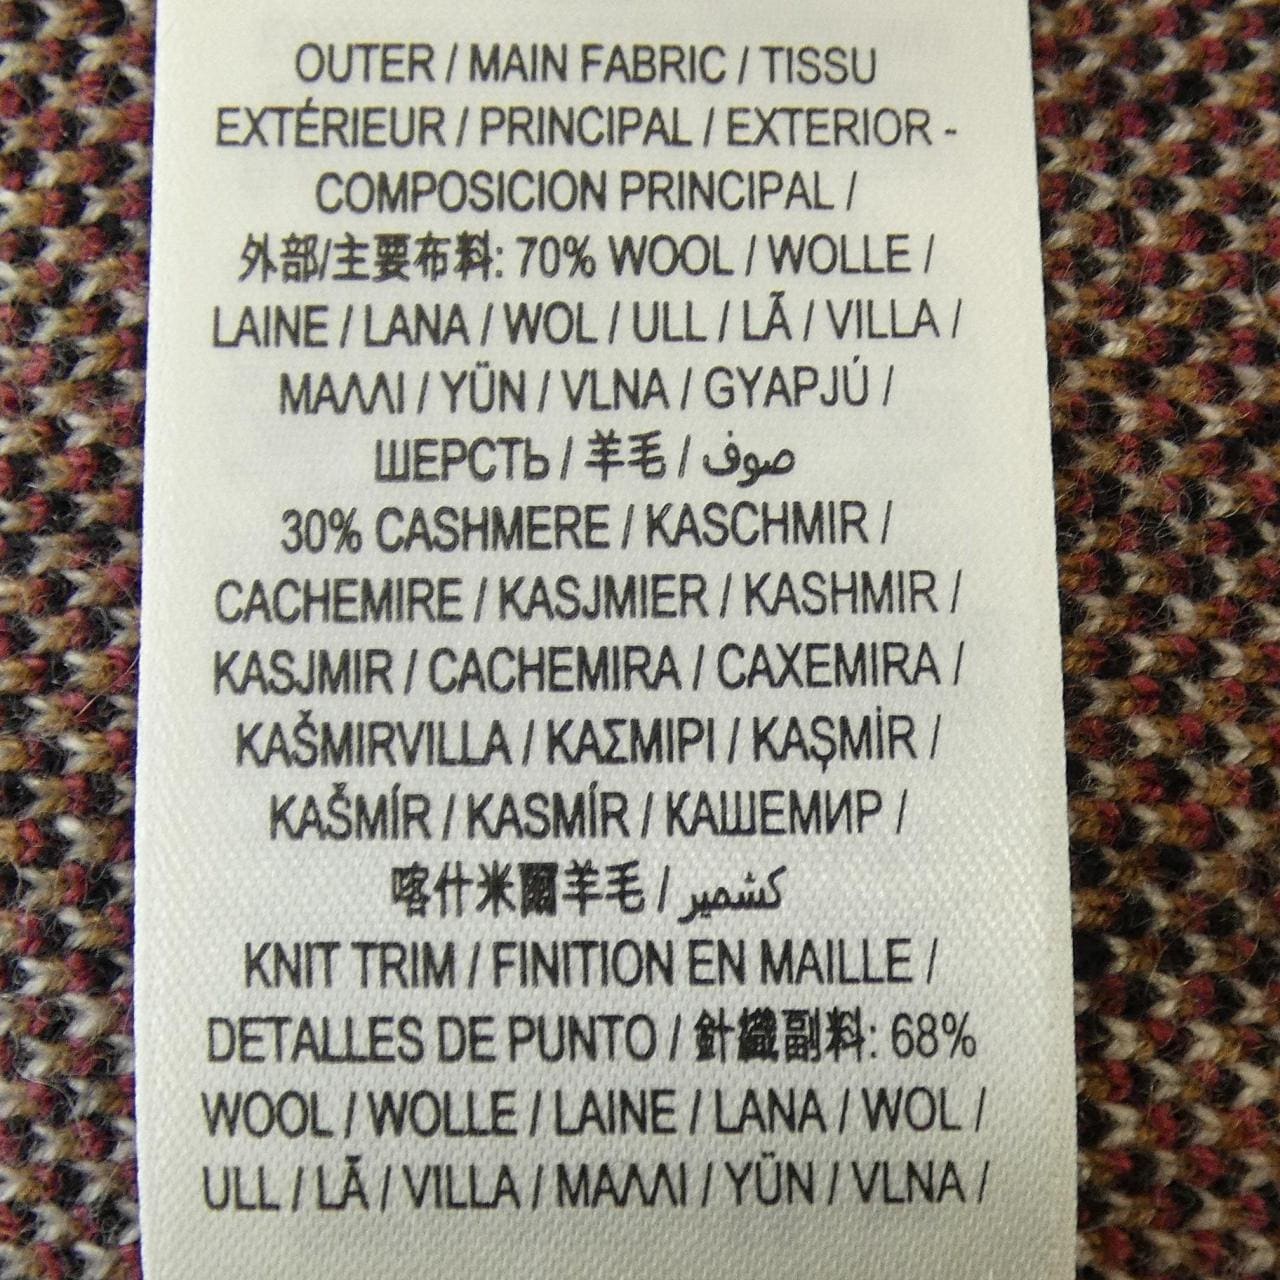 OUTER / MAIN FABRIC / TISSU
EXTÉRIEUR / PRINCIPAL / EXTERIOR -
COMPOSICION PRINCIPAL /
外部/主要布料: 70% WOOL / WOLLE /
LAINE / LANA / WOL / ULL / LÃ / VILLA /
ΜΑΛΛΙ / YÜN / VLNA / GYAPJÚ /
ШЕРСТЬ / 羊毛 / صوف
30% CASHMERE / KASCHMIR /
CACHEMIRE / KASJMIER / KASHMIR /
KASJMIR / CACHEMIRA / CAXEMIRA /
KAŠMIRVILLA / ΚΑΣΜΙΡΙ / KAŞMİR /
KAŠMÍR / KASMÍR / КАШЕМИР /
喀什米爾羊毛 / كشمير
KNIT TRIM / FINITION EN MAILLE /
DETALLES DE PUNTO / 針織副料: 68%
WOOL / WOLLE / LAINE / LANA / WOL /
ULL / LÃ / VILLA / ΜΑΛΛΙ / YÜN / VLNA /